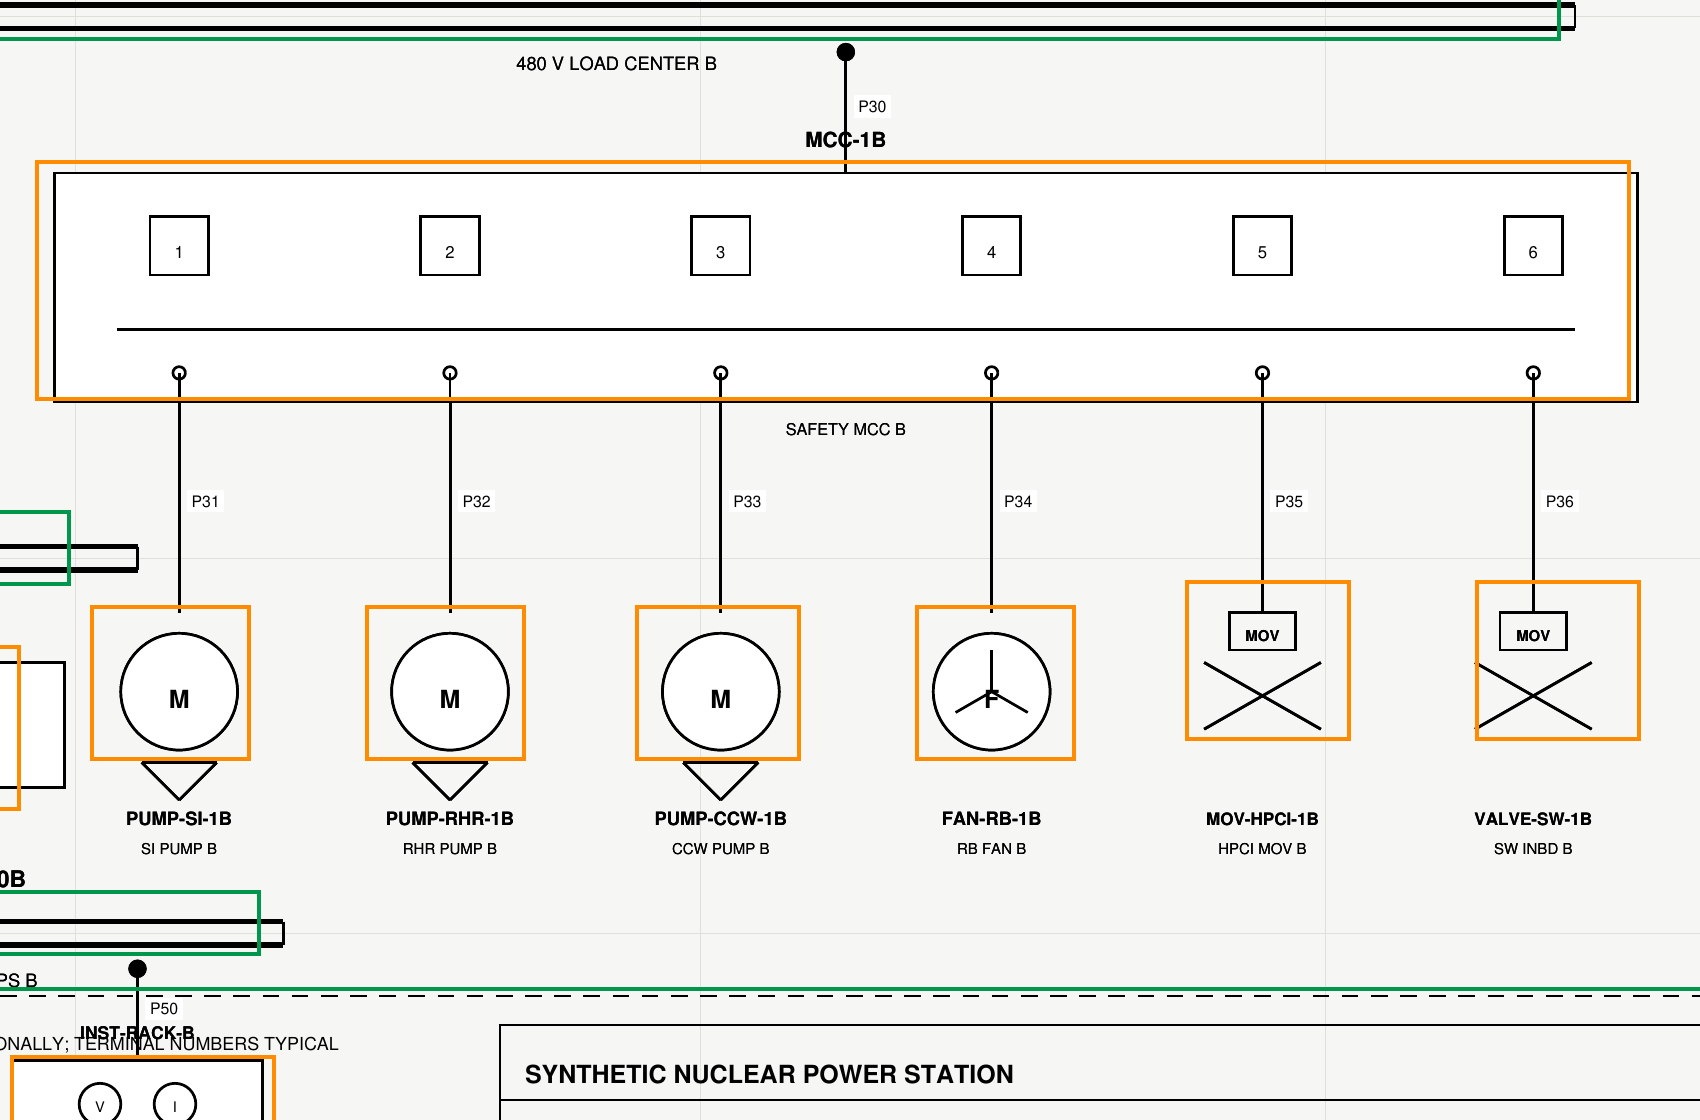 480 V LOAD CENTER B
P30
MCC-1B
1 2 3 4 5 6
SAFETY MCC B
P31 P32 P33 P34 P35 P36
MOV MOV
M M M F
PUMP-SI-1B PUMP-RHR-1B PUMP-CCW-1B FAN-RB-1B MOV-HPCI-1B VALVE-SW-1B
SI PUMP B RHR PUMP B CCW PUMP B RB FAN B HPCI MOV B SW INBD B
0B
PS B
P50
INST-RACK-B
ONALLY; TERMINAL NUMBERS TYPICAL
SYNTHETIC NUCLEAR POWER STATION
V I